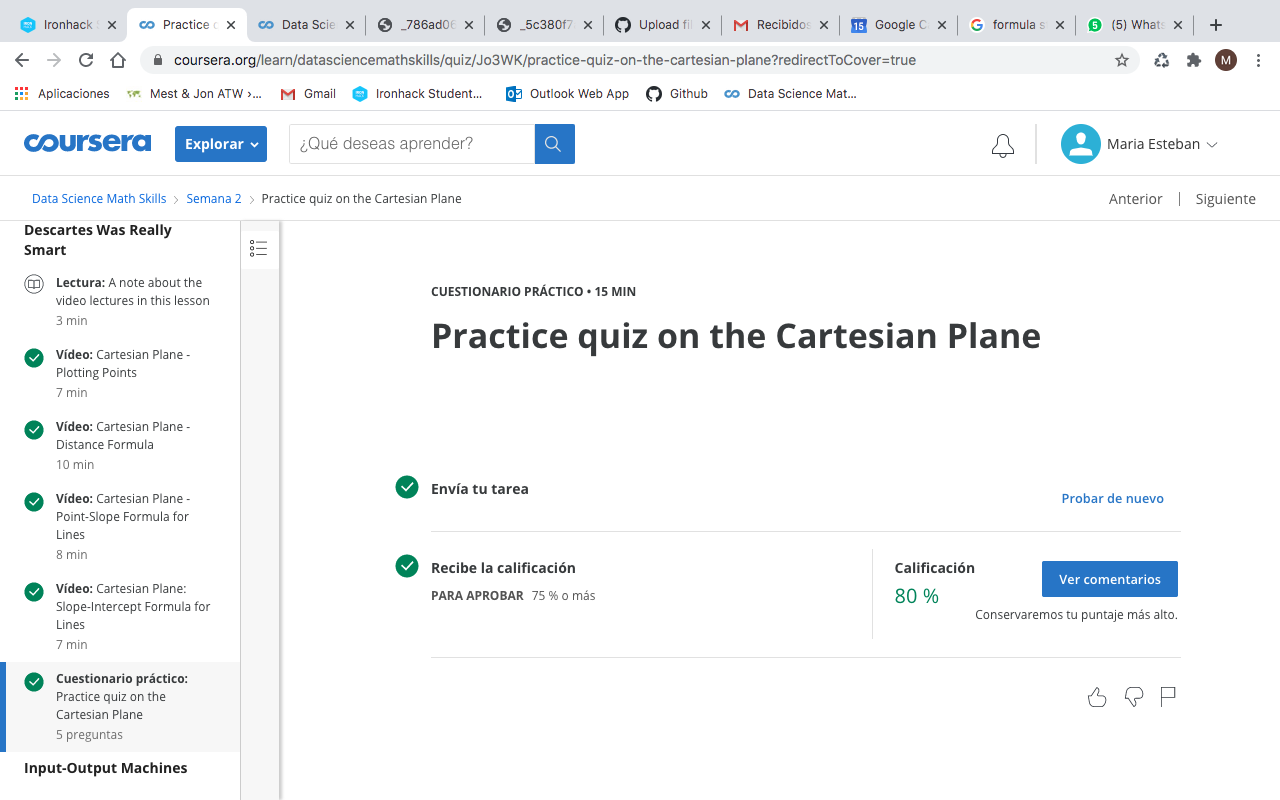 Ironhack
Practice
Data Scie
_786ad06
_5c380f7
Upload fil
Recibidos
Google C
formula s
(5) Whats
coursera.org/learn/datasciencemathskills/quiz/Jo3WK/practice-quiz-on-the-cartesian-plane?redirectToCover=true
M
Aplicaciones
Mest & Jon ATW ›...
Gmail
Ironhack Student...
Outlook Web App
Github
Data Science Mat...
coursera
Explorar
¿Qué deseas aprender?
Maria Esteban
Data Science Math Skills
Semana 2
Practice quiz on the Cartesian Plane
Anterior
Siguiente
Descartes Was Really
Smart
Lectura: A note about the
video lectures in this lesson
3 min
Vídeo: Cartesian Plane -
Plotting Points
7 min
Vídeo: Cartesian Plane -
Distance Formula
10 min
Vídeo: Cartesian Plane -
Point-Slope Formula for
Lines
8 min
Vídeo: Cartesian Plane:
Slope-Intercept Formula for
Lines
7 min
Cuestionario práctico:
Practice quiz on the
Cartesian Plane
5 preguntas
Input-Output Machines
CUESTIONARIO PRÁCTICO • 15 MIN
Practice quiz on the Cartesian Plane
Envía tu tarea
Probar de nuevo
Recibe la calificación
PARA APROBAR 75 % o más
Calificación
80 %
Ver comentarios
Conservaremos tu puntaje más alto.